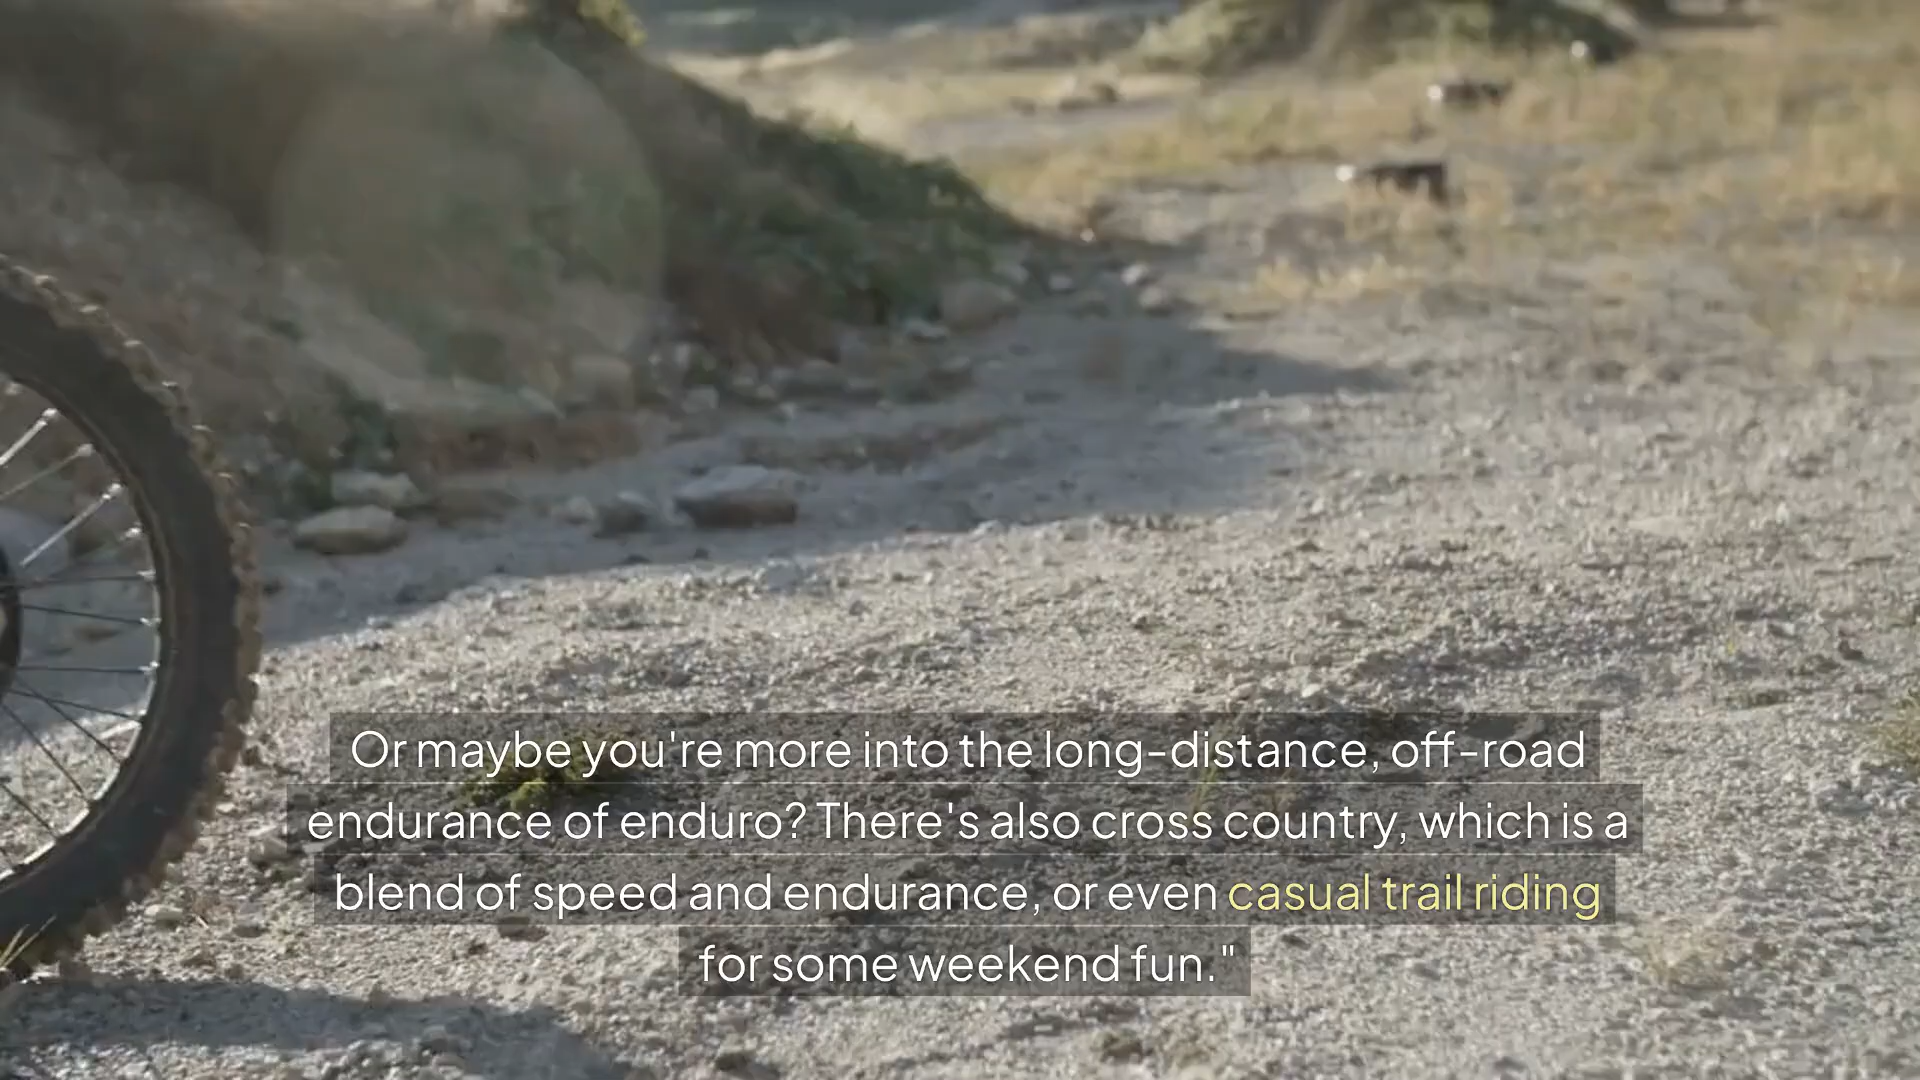 Or maybe you're more into the long-distance, off-road
endurance of enduro? There's also cross country, which is a
blend of speed and endurance, or even casual trail riding
for some weekend fun."